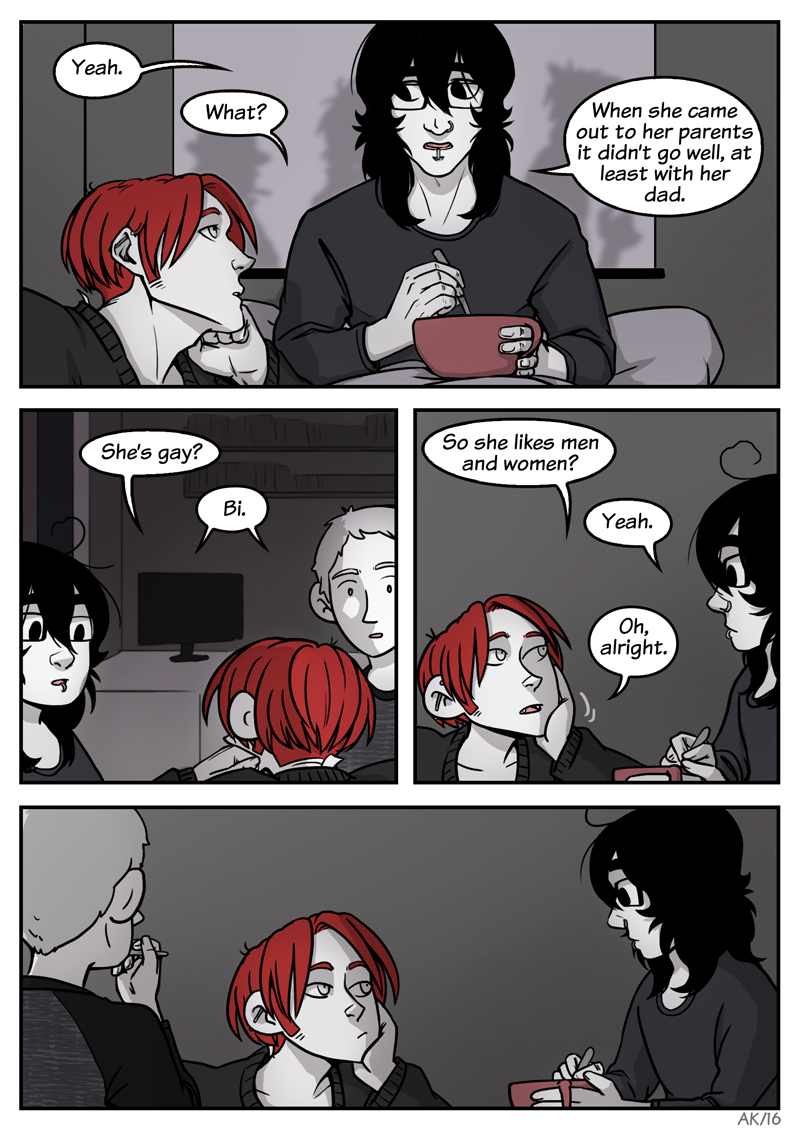 Yeah.
What?
When she came
out to her parents
it didn't go well, at
least with her
dad.
She's gay?
Bi.
So she likes men
and women?
Yeah.
Oh,
alright.
AK/16